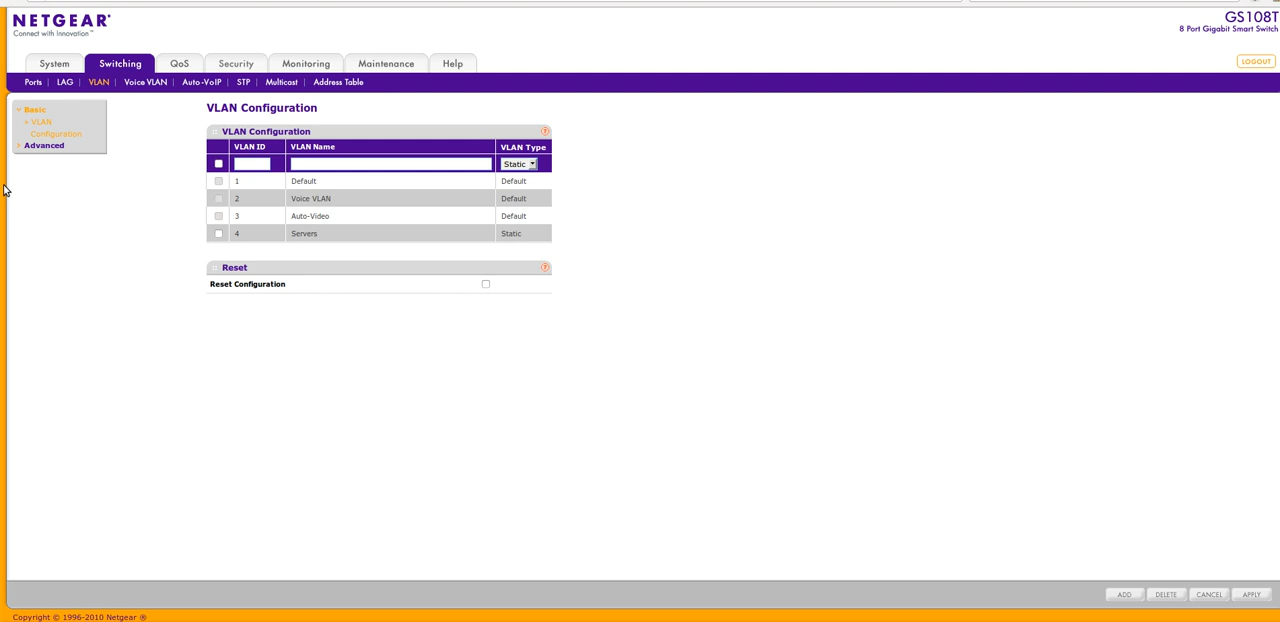 NETGEAR®
Connect with Innovation™
GS108T
8 Port Gigabit Smart Switch
System Switching QoS Security Monitoring Maintenance Help
LOGOUT
Ports | LAG | VLAN | Voice VLAN | Auto-VoIP | STP | Multicast | Address Table
Basic
VLAN
Configuration
Advanced
VLAN Configuration
VLAN Configuration ?
VLAN ID VLAN Name VLAN Type
Static
1 Default Default
2 Voice VLAN Default
3 Auto-Video Default
4 Servers Static
Reset ?
Reset Configuration
ADD DELETE CANCEL APPLY
Copyright © 1996-2010 Netgear ®